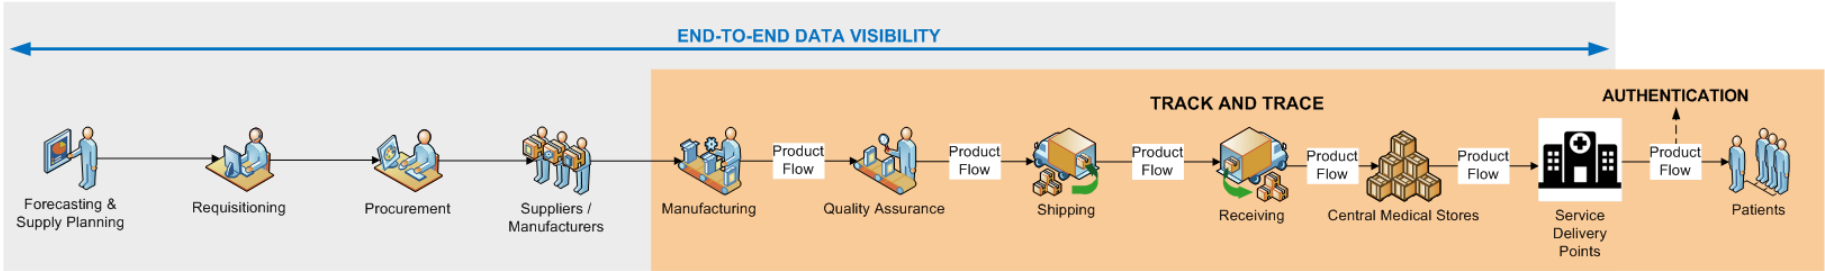 END-TO-END DATA VISIBILITY
TRACK AND TRACE
AUTHENTICATION
Forecasting &
Supply Planning
Requisitioning
Procurement
Suppliers /
Manufacturers
Manufacturing
Product
Flow
Quality Assurance
Product
Flow
Shipping
Product
Flow
Receiving
Product
Flow
Central Medical Stores
Product
Flow
Service
Delivery
Points
Product
Flow
Patients